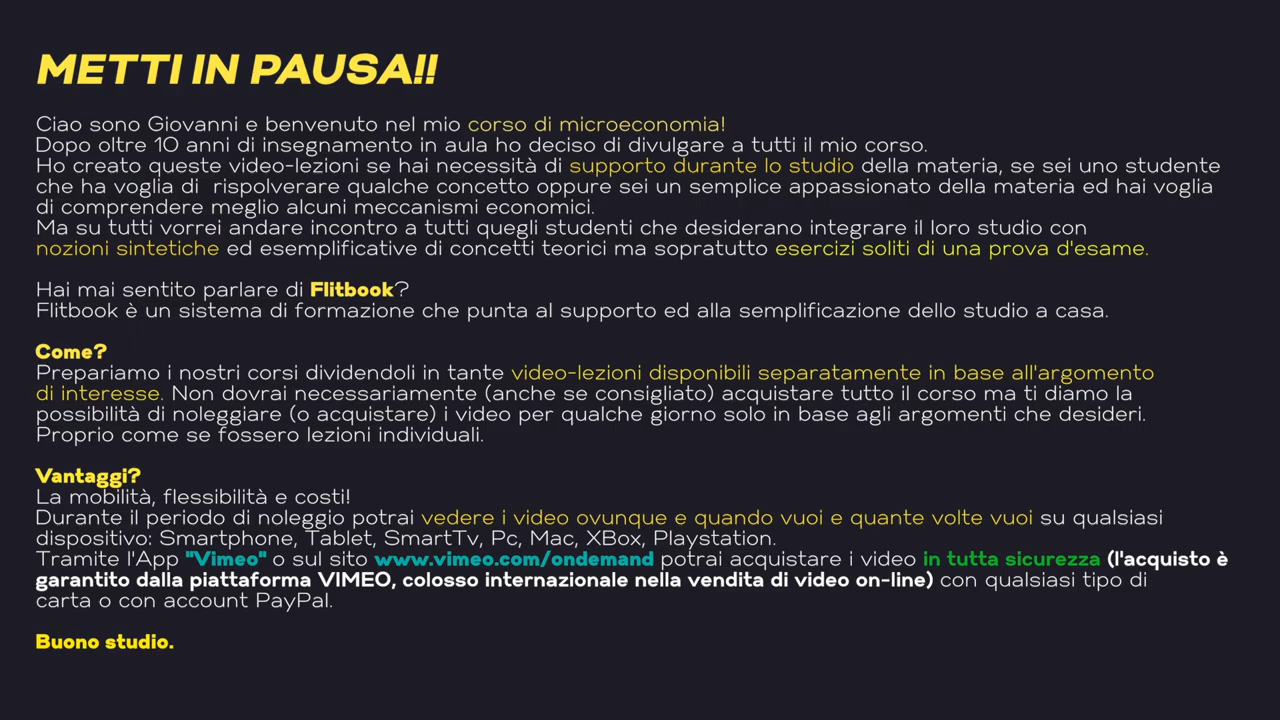 METTI IN PAUSA!!
Ciao sono Giovanni e benvenuto nel mio corso di microeconomia!
Dopo oltre 10 anni di insegnamento in aula ho deciso di divulgare a tutti il mio corso.
Ho creato queste video-lezioni se hai necessità di supporto durante lo studio della materia, se sei uno studente
che ha voglia di rispolverare qualche concetto oppure sei un semplice appassionato della materia ed hai voglia
di comprendere meglio alcuni meccanismi economici.
Ma su tutti vorrei andare incontro a tutti quegli studenti che desiderano integrare il loro studio con
nozioni sintetiche ed esemplificative di concetti teorici ma sopratutto esercizi soliti di una prova d'esame.
Hai mai sentito parlare di Flitbook?
Flitbook è un sistema di formazione che punta al supporto ed alla semplificazione dello studio a casa.
Come?
Prepariamo i nostri corsi dividendoli in tante video-lezioni disponibili separatamente in base all'argomento
di interesse. Non dovrai necessariamente (anche se consigliato) acquistare tutto il corso ma ti diamo la
possibilità di noleggiare (o acquistare) i video per qualche giorno solo in base agli argomenti che desideri.
Proprio come se fossero lezioni individuali.
Vantaggi?
La mobilità, flessibilità e costi!
Durante il periodo di noleggio potrai vedere i video ovunque e quando vuoi e quante volte vuoi su qualsiasi
dispositivo: Smartphone, Tablet, SmartTv, Pc, Mac, XBox, Playstation.
Tramite l'App "Vimeo" o sul sito www.vimeo.com/ondemand potrai acquistare i video in tutta sicurezza (l'acquisto è
garantito dalla piattaforma VIMEO, colosso internazionale nella vendita di video on-line) con qualsiasi tipo di
carta o con account PayPal.
Buono studio.